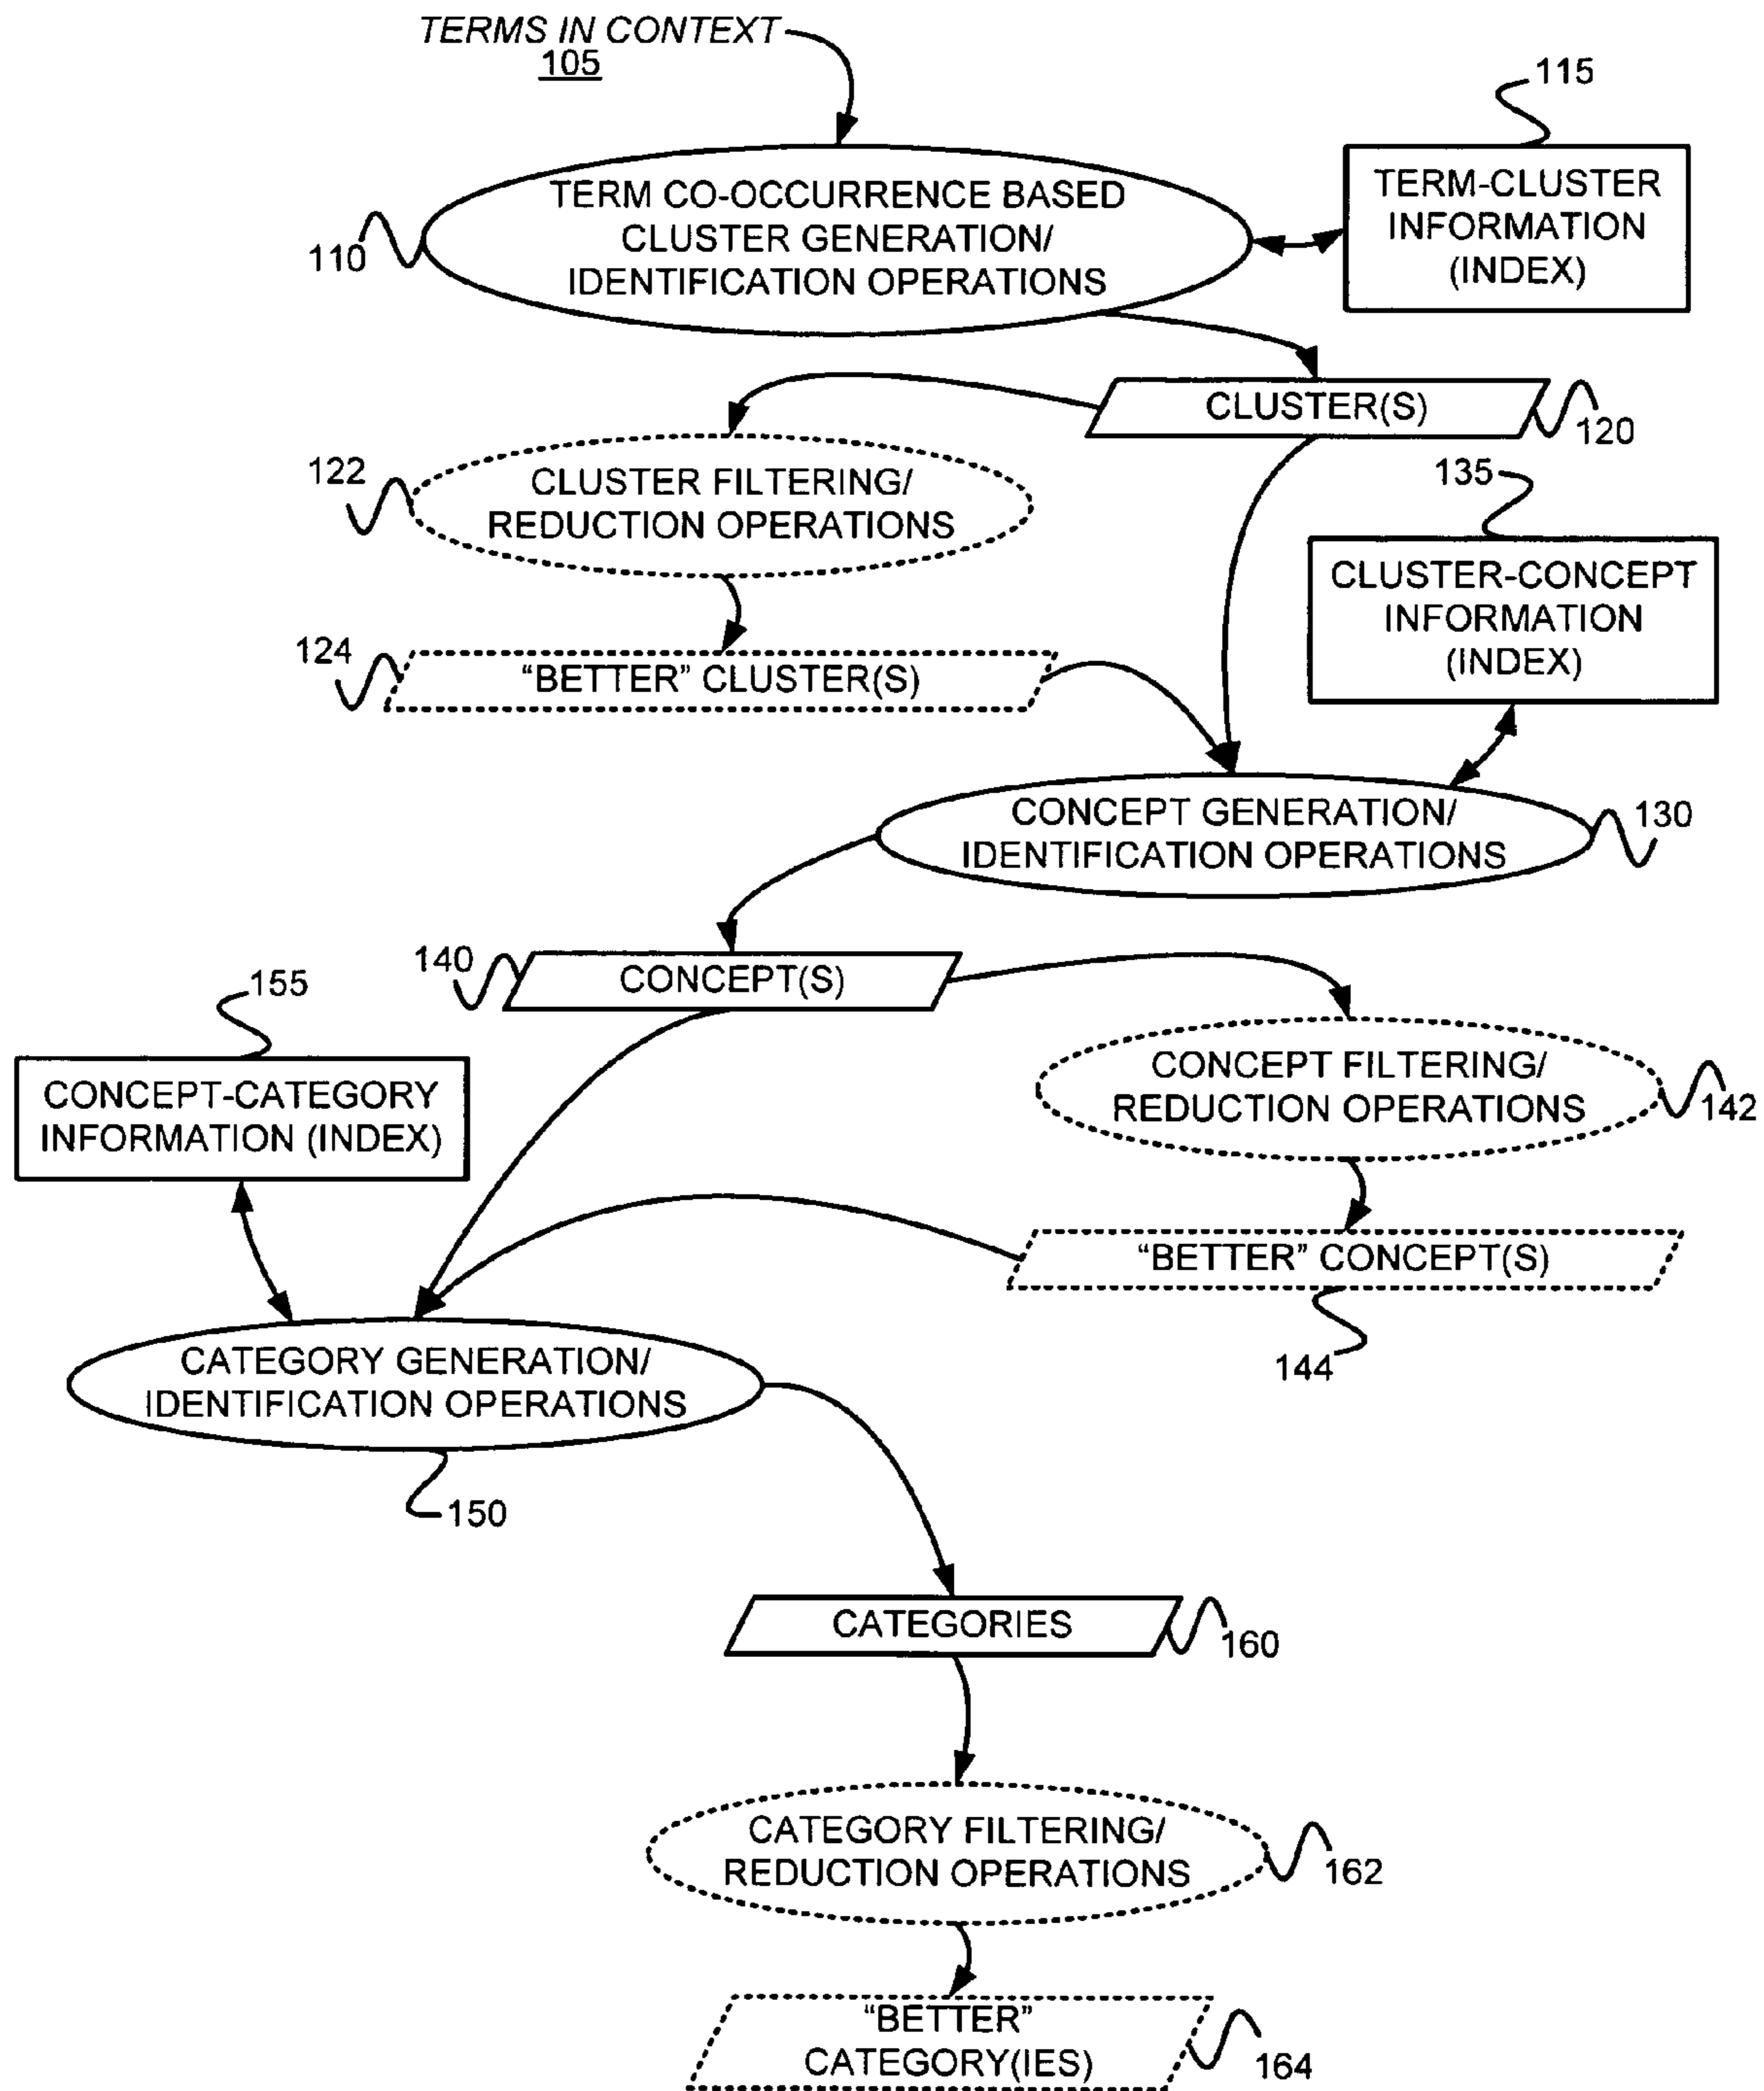 TERMS IN CONTEXT
105
115
TERM CO-OCCURRENCE BASED
CLUSTER GENERATION/
IDENTIFICATION OPERATIONS
110
TERM-CLUSTER
INFORMATION
(INDEX)
CLUSTER(S)
120
122
CLUSTER FILTERING/
REDUCTION OPERATIONS
135
CLUSTER-CONCEPT
INFORMATION
(INDEX)
124
“BETTER” CLUSTER(S)
CONCEPT GENERATION/
IDENTIFICATION OPERATIONS
130
140
CONCEPT(S)
155
CONCEPT-CATEGORY
INFORMATION (INDEX)
CONCEPT FILTERING/
REDUCTION OPERATIONS
142
“BETTER” CONCEPT(S)
144
CATEGORY GENERATION/
IDENTIFICATION OPERATIONS
150
CATEGORIES
160
CATEGORY FILTERING/
REDUCTION OPERATIONS
162
“BETTER”
CATEGORY(IES)
164